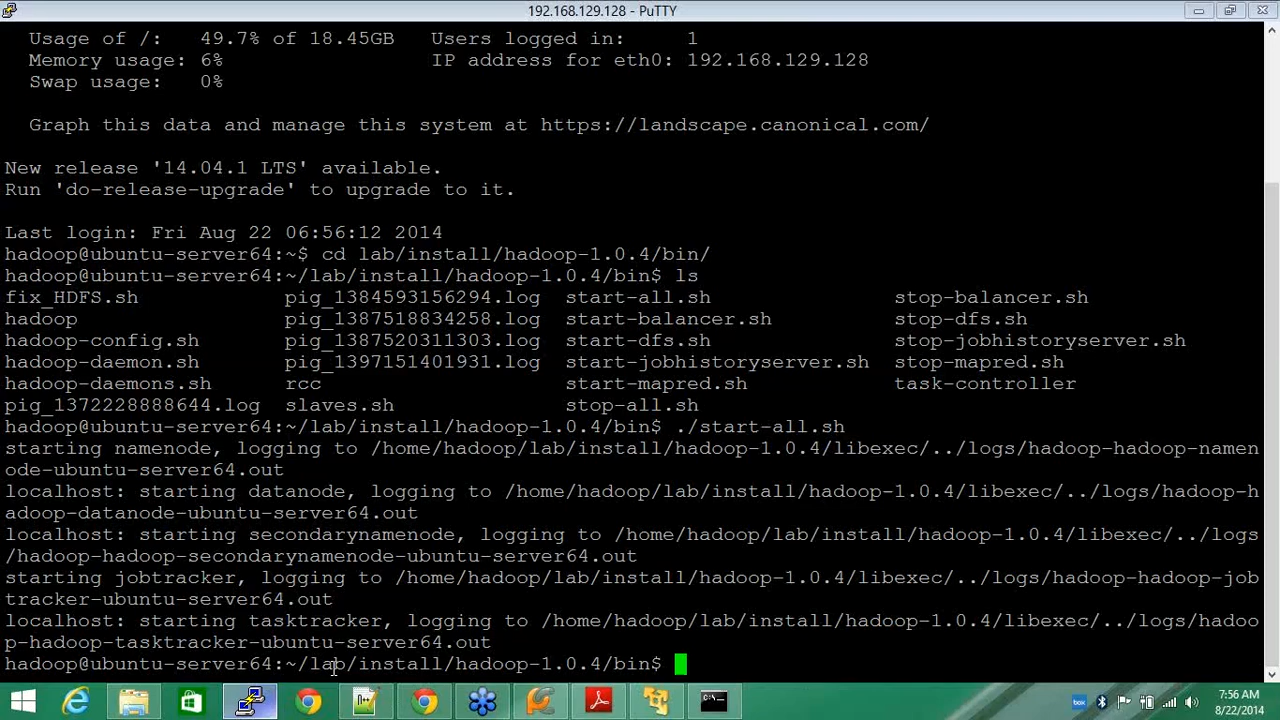 192.168.129.128 - PuTTY
Usage of /: 49.7% of 18.45GB Users logged in: 1
Memory usage: 6% IP address for eth0: 192.168.129.128
Swap usage: 0%
Graph this data and manage this system at https://landscape.canonical.com/
New release '14.04.1 LTS' available.
Run 'do-release-upgrade' to upgrade to it.
Last login: Fri Aug 22 06:56:12 2014
hadoop@ubuntu-server64:~$ cd lab/install/hadoop-1.0.4/bin/
hadoop@ubuntu-server64:~/lab/install/hadoop-1.0.4/bin$ ls
fix_HDFS.sh pig_1384593156294.log start-all.sh stop-balancer.sh
hadoop pig_1387518834258.log start-balancer.sh stop-dfs.sh
hadoop-config.sh pig_1387520311303.log start-dfs.sh stop-jobhistoryserver.sh
hadoop-daemon.sh pig_1397151401931.log start-jobhistoryserver.sh stop-mapred.sh
hadoop-daemons.sh rcc start-mapred.sh task-controller
pig_1372228888644.log slaves.sh stop-all.sh
hadoop@ubuntu-server64:~/lab/install/hadoop-1.0.4/bin$ ./start-all.sh
starting namenode, logging to /home/hadoop/lab/install/hadoop-1.0.4/libexec/../logs/hadoop-hadoop-namen
ode-ubuntu-server64.out
localhost: starting datanode, logging to /home/hadoop/lab/install/hadoop-1.0.4/libexec/../logs/hadoop-h
adoop-datanode-ubuntu-server64.out
localhost: starting secondarynamenode, logging to /home/hadoop/lab/install/hadoop-1.0.4/libexec/../logs
/hadoop-hadoop-secondarynamenode-ubuntu-server64.out
starting jobtracker, logging to /home/hadoop/lab/install/hadoop-1.0.4/libexec/../logs/hadoop-hadoop-job
tracker-ubuntu-server64.out
localhost: starting tasktracker, logging to /home/hadoop/lab/install/hadoop-1.0.4/libexec/../logs/hadoo
p-hadoop-tasktracker-ubuntu-server64.out
hadoop@ubuntu-server64:~/lab/install/hadoop-1.0.4/bin$
box
7:56 AM
8/22/2014